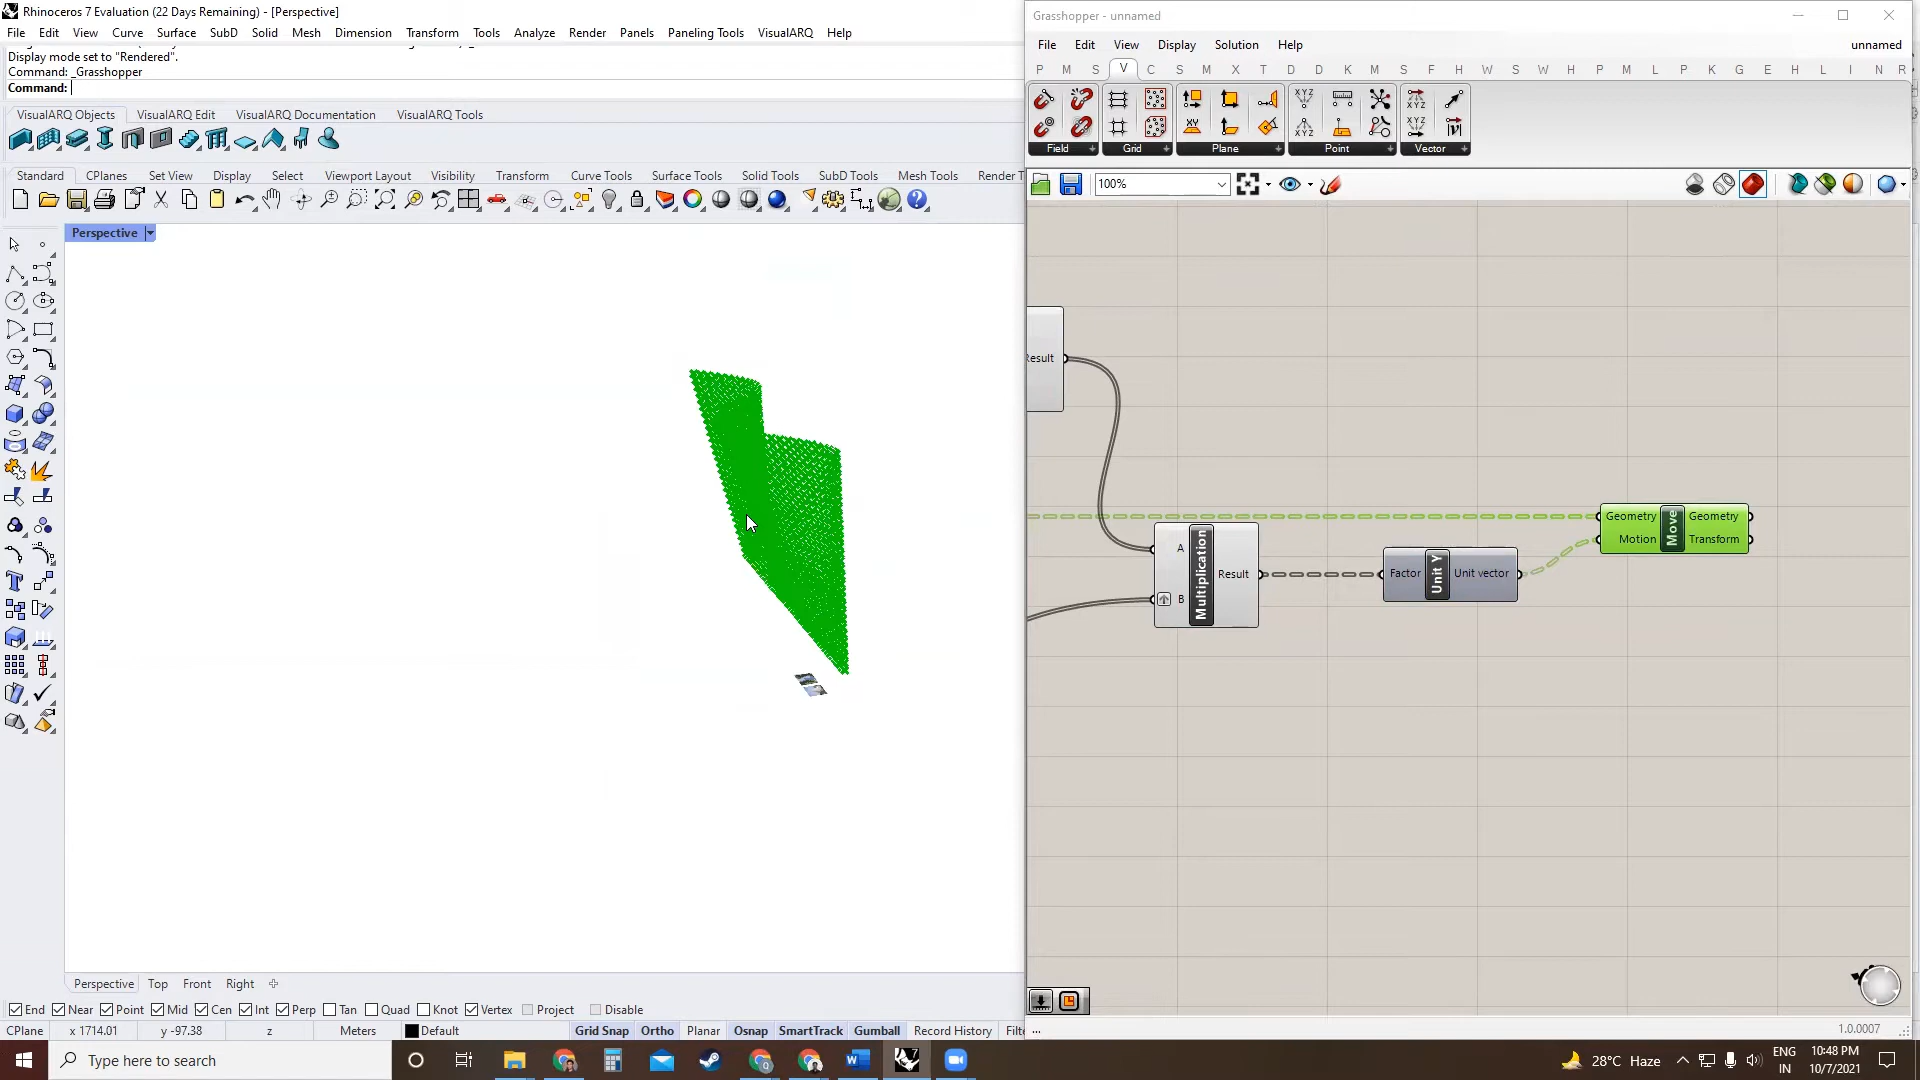 Rhinoceros 7 Evaluation (22 Days Remaining) - [Perspective]
File Edit View Curve Surface SubD Solid Mesh Dimension Transform Tools Analyze Render Panels Paneling Tools VisualARQ Help
Display mode set to "Rendered".
Command: _Grasshopper
Command:
VisualARQ Objects VisualARQ Edit VisualARQ Documentation VisualARQ Tools
Standard CPlanes Set View Display Select Viewport Layout Visibility Transform Curve Tools Surface Tools Solid Tools SubD Tools Mesh Tools Render T
Perspective
Perspective Top Front Right
End Near Point Mid Cen Int Perp Tan Quad Knot Vertex Project Disable
CPlane x 1714.01 y -97.38 z Meters Default Grid Snap Ortho Planar Osnap SmartTrack Gumball Record History Filte
Grasshopper - unnamed
File Edit View Display Solution Help unnamed
P M S V C S M X T D D K M S F H W S W H P M L P K G E H L I N R
Field Grid Plane Point Vector
100%
Result
A
B
Multiplication
Result
Factor Unit Y Unit vector
Geometry
Motion
Move
Geometry
Transform
...
1.0.0007
Type here to search
28°C Haze
ENG
IN
10:48 PM
10/7/2021